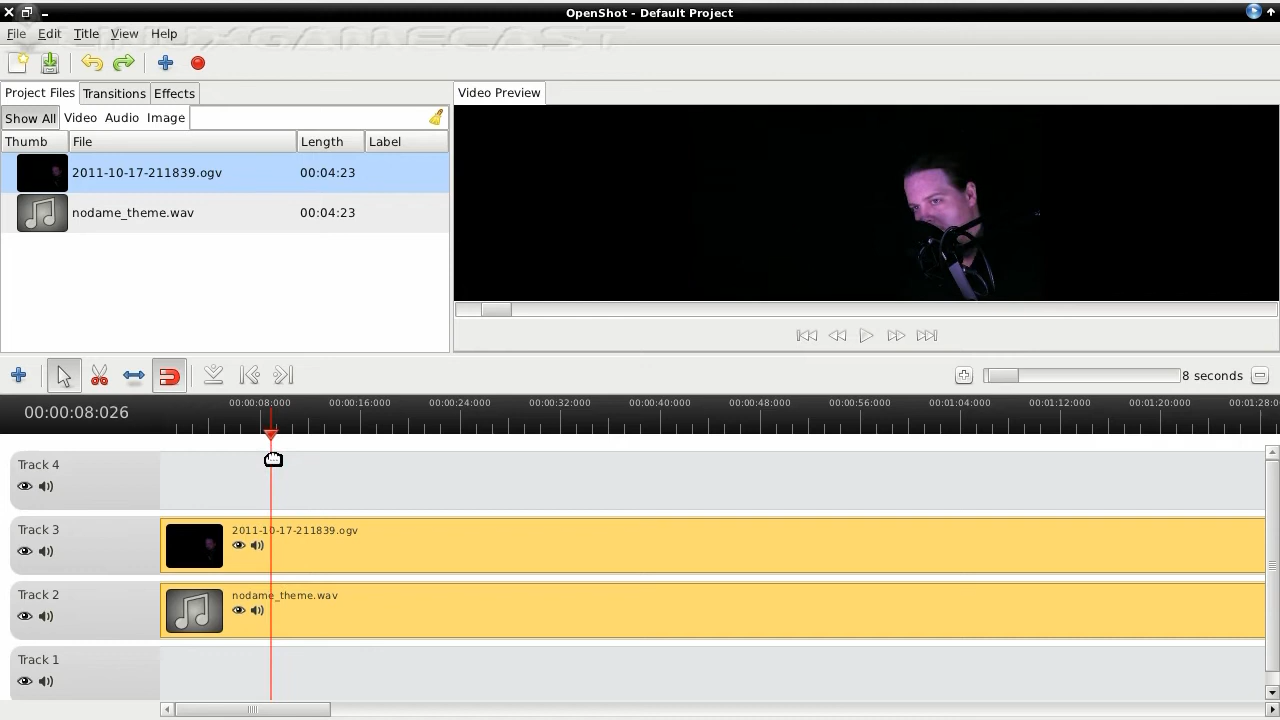 OpenShot - Default Project
File Edit Title View Help
LINUXGAMECAST
Project Files Transitions Effects
Video Preview
Show All Video Audio Image
Thumb File Length Label
2011-10-17-211839.ogv 00:04:23
nodame_theme.wav 00:04:23
8 seconds
00:00:08:026
00:00:08:000 00:00:16:000 00:00:24:000 00:00:32:000 00:00:40:000 00:00:48:000 00:00:56:000 00:01:04:000 00:01:12:000 00:01:20:000 00:01:28:0
Track 4
Track 3
2011-10-17-211839.ogv
Track 2
nodame_theme.wav
Track 1